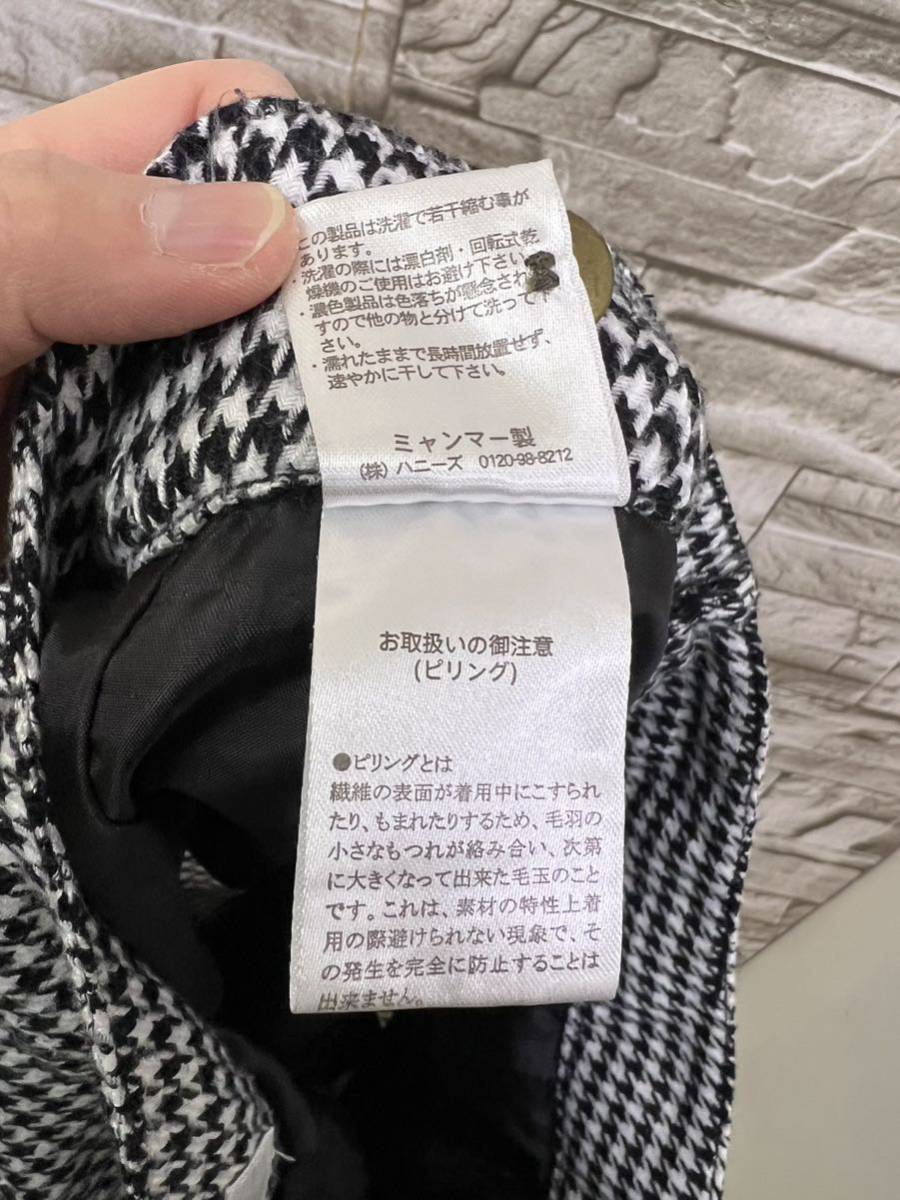 この製品は洗濯で若干縮む事が
あります。
・洗濯の際には漂白剤・回転式乾
燥機のご使用はお避け下さい。
・濃色製品は色落ちが懸念されま
すので他の物と分けて洗って下
さい。
・濡れたままで長時間放置せず、
速やかに干して下さい。
ミャンマー製
(株) ハニーズ 0120-98-8212
お取扱いの御注意
(ピリング)
●ピリングとは
繊維の表面が着用中にこすられ
たり、もまれたりするため、毛羽の
小さなもつれが絡み合い、次第
に大きくなって出来た毛玉のこと
です。これは、素材の特性上着
用の際避けられない現象で、そ
の発生を完全に防止することは
出来ません。